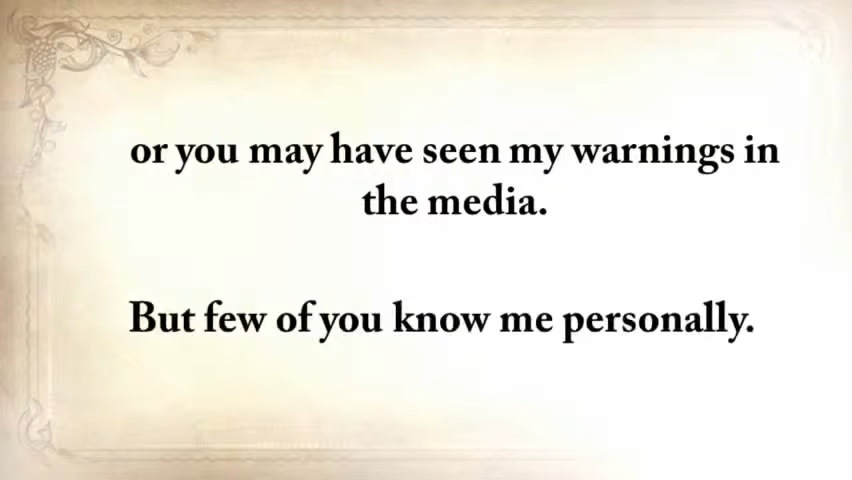 or you may have seen my warnings in
the media.
But few of you know me personally.